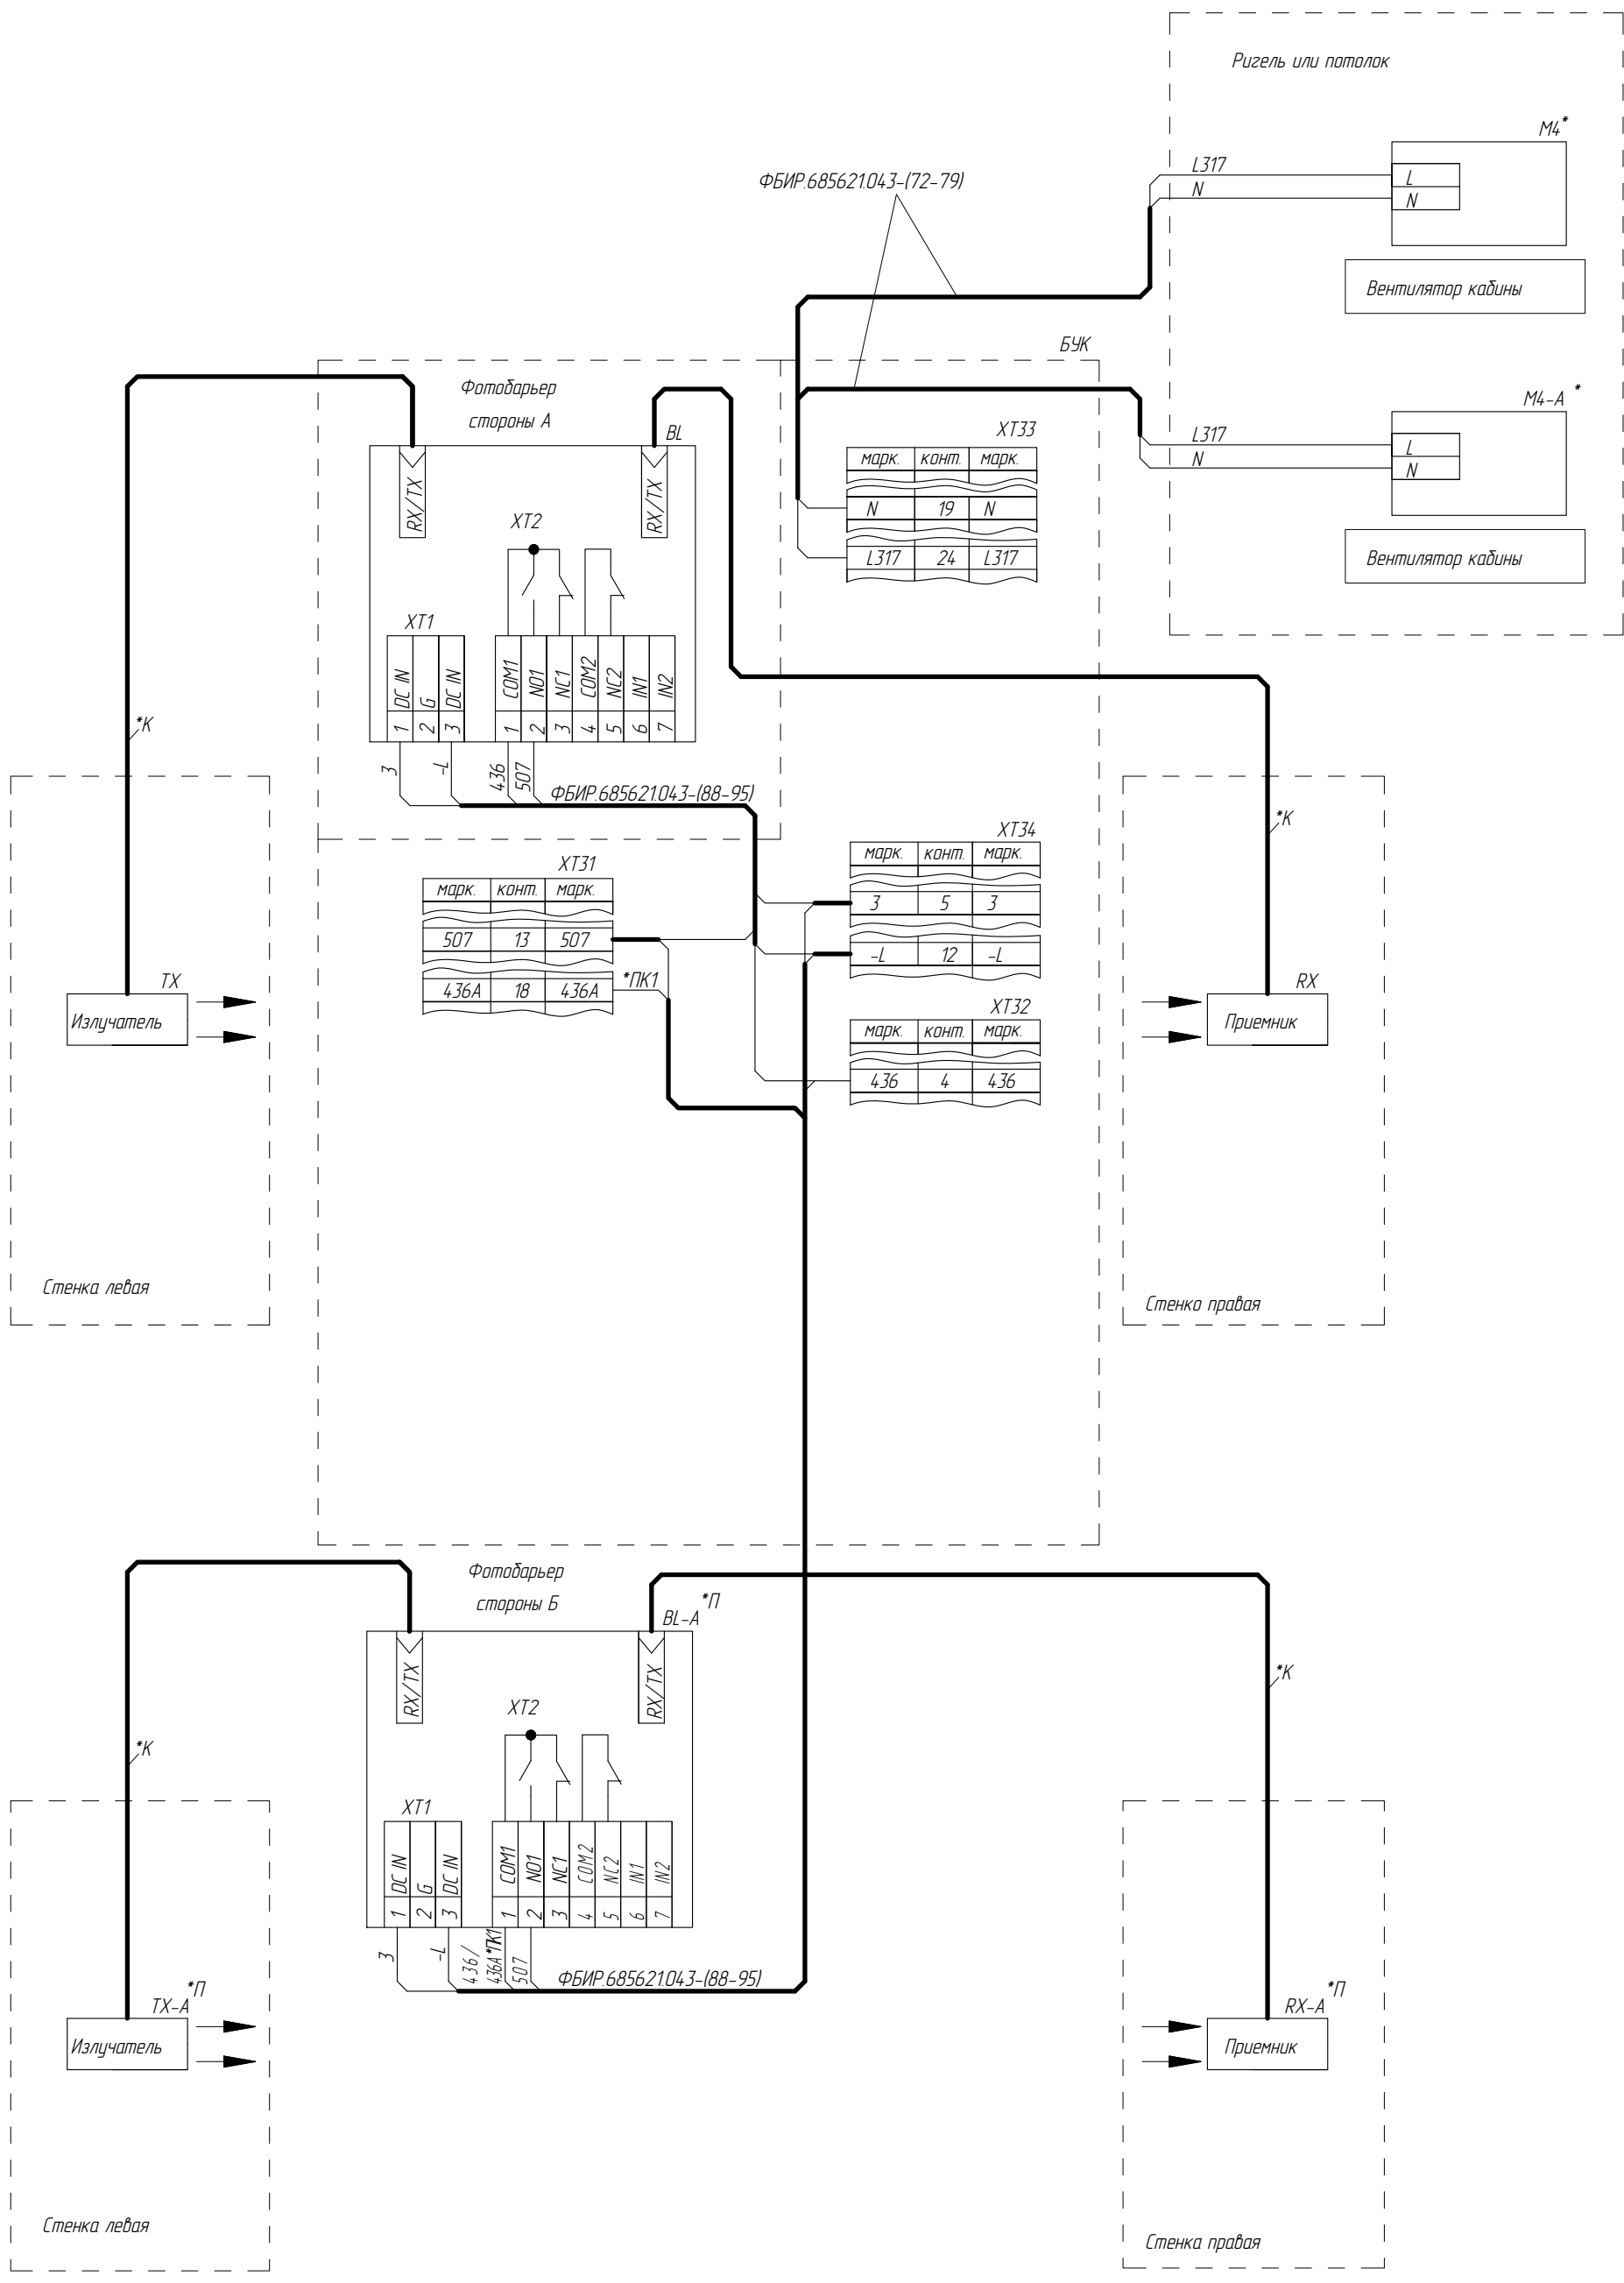 Ригель или потолок
М4*
L317
N
L
N
Вентилятор кабины
ФБИР.685621.043-(72-79)
БУК
М4-А *
L317
N
L
N
Вентилятор кабины
Фотобарьер
стороны А
BL
RX/TX
RX/TX
XT2
XT1
1 DC IN
2 G
3 DC IN
1 COM1
2 NO1
3 NC1
4 COM2
5 NC2
6 IN1
7 IN2
3
-L
436
507
ФБИР.685621.043-(88-95)
XT33
марк. конт. марк.
N 19 N
L317 24 L317
*К
*К
XT34
марк. конт. марк.
3 5 3
-L 12 -L
XT31
марк. конт. марк.
507 13 507
436А 18 436А
*ПК1
XT32
марк. конт. марк.
436 4 436
TX
Излучатель
RX
Приемник
Стенка левая
Стенко правая
Фотобарьер
стороны Б
BL-A *П
RX/TX
RX/TX
XT2
XT1
1 DC IN
2 G
3 DC IN
1 COM1
2 NO1
3 NC1
4 COM2
5 NC2
6 IN1
7 IN2
3
-L
436/
436А*ПК1
507
ФБИР.685621.043-(88-95)
*К
*К
TX-A *П
Излучатель
RX-A *П
Приемник
Стенка левая
Стенка правая